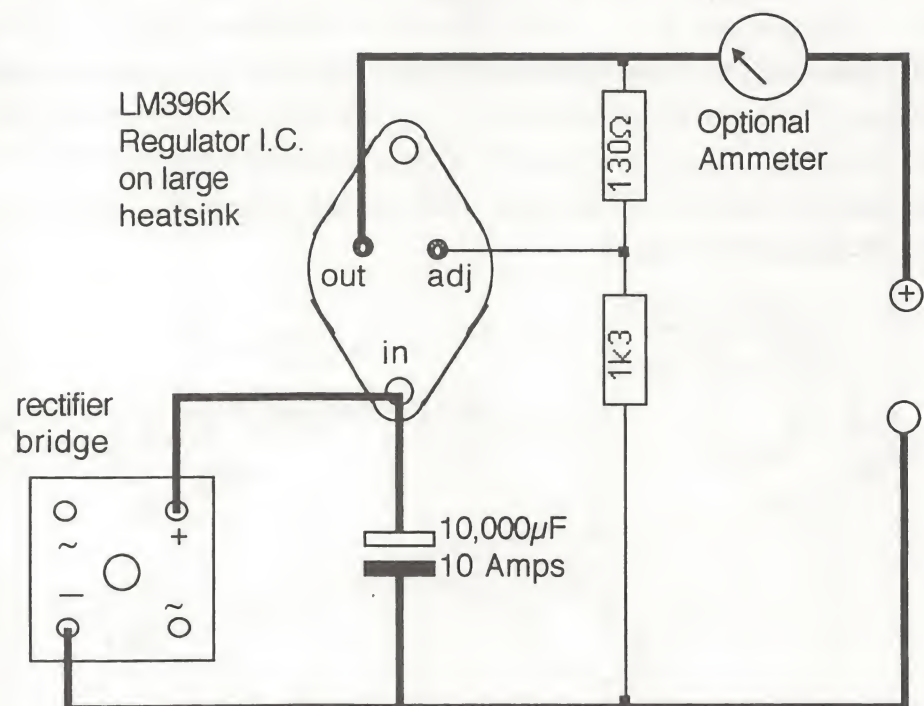 LM396K
Regulator I.C.
on large
heatsink
130Ω
Optional
Ammeter
out
adj
in
1k3
+
rectifier
bridge
~
+
10,000µF
10 Amps
—
~